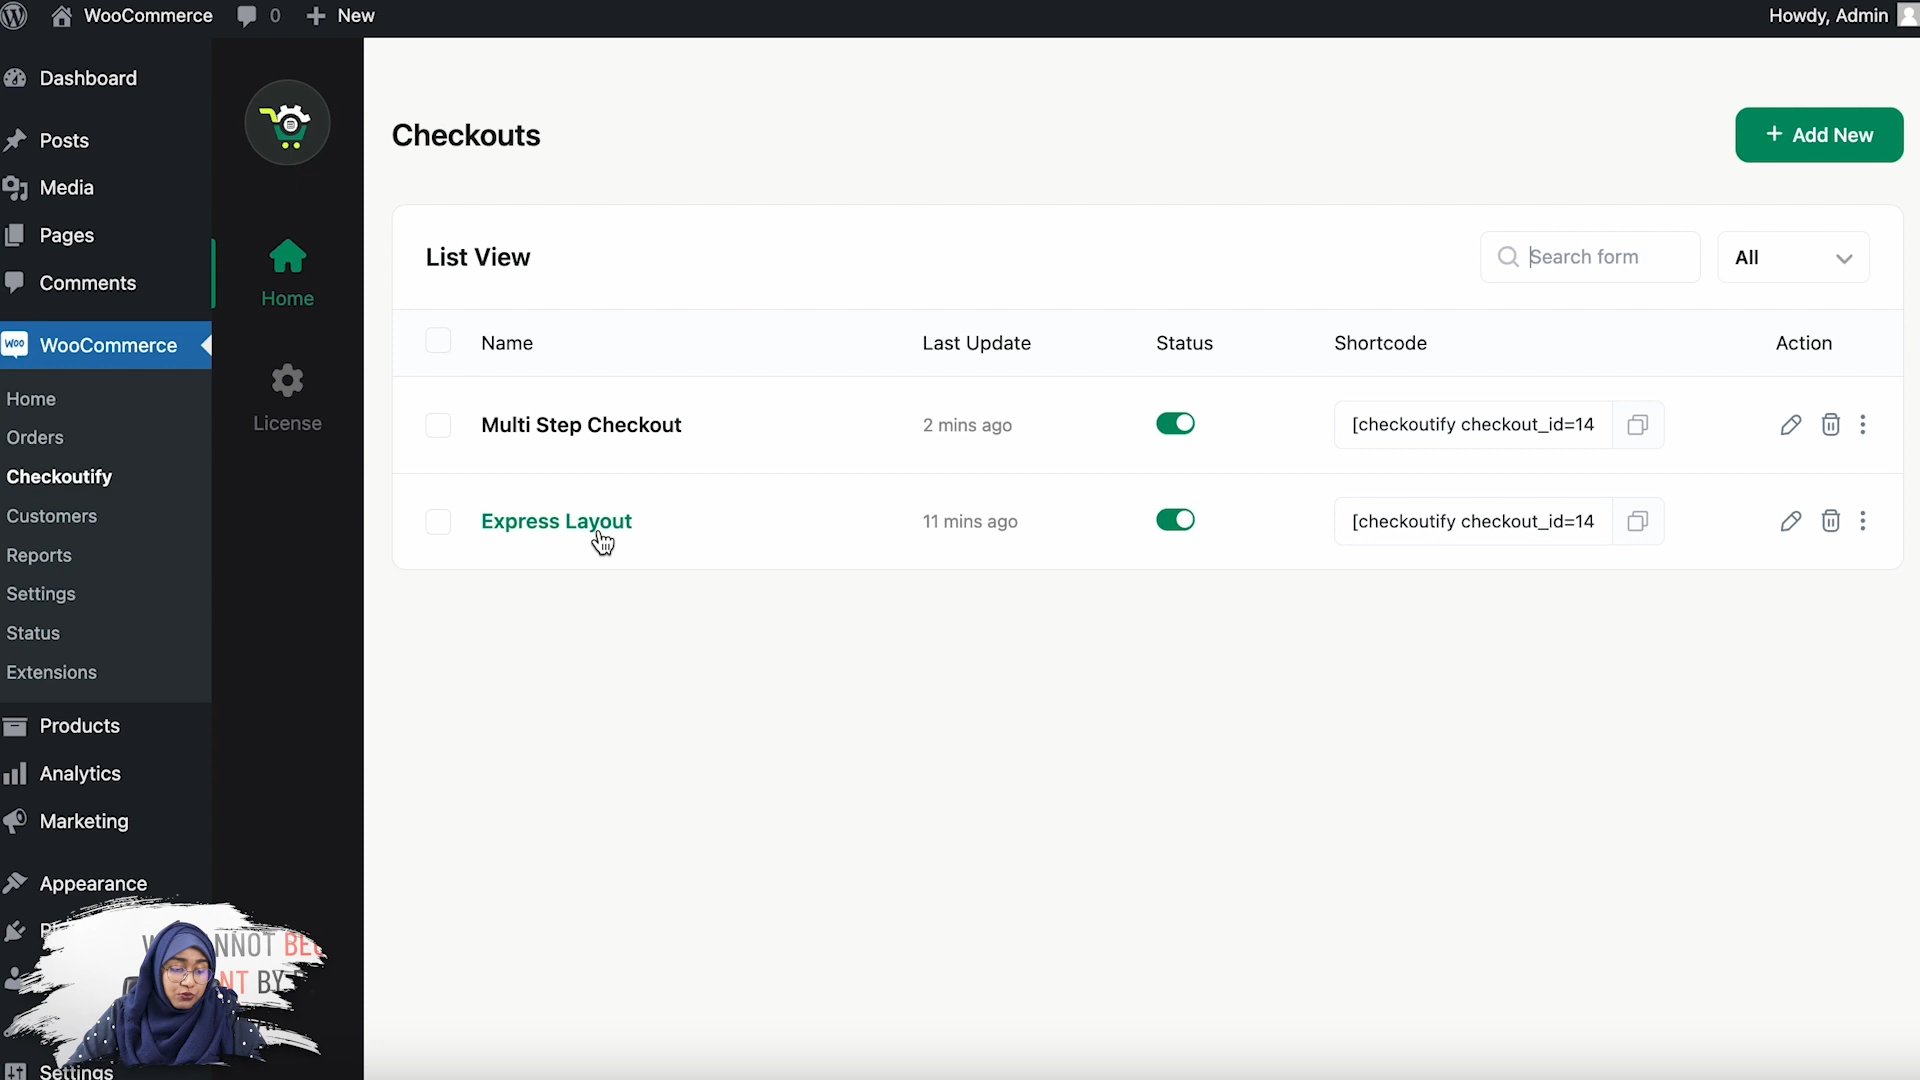 WooCommerce
0
New
Howdy, Admin
Dashboard
Posts
Media
Pages
Comments
WOO
WooCommerce
Home
Orders
Checkoutify
Customers
Reports
Settings
Status
Extensions
Products
Analytics
Marketing
Appearance
Settings
Home
License
Checkouts
+ Add New
List View
Search form
All
Name
Last Update
Status
Shortcode
Action
Multi Step Checkout
2 mins ago
[checkoutify checkout_id=14
Express Layout
11 mins ago
[checkoutify checkout_id=14
BY